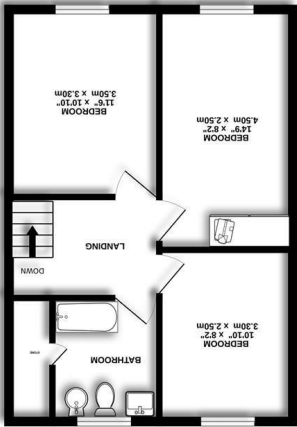 BEDROOM
11'6" x 10'10"
3.50m x 3.30m
BEDROOM
14'9" x 8'2"
4.50m x 2.50m
LANDING
DOWN
BEDROOM
10'10" x 8'2"
3.30m x 2.50m
STORE
BATHROOM